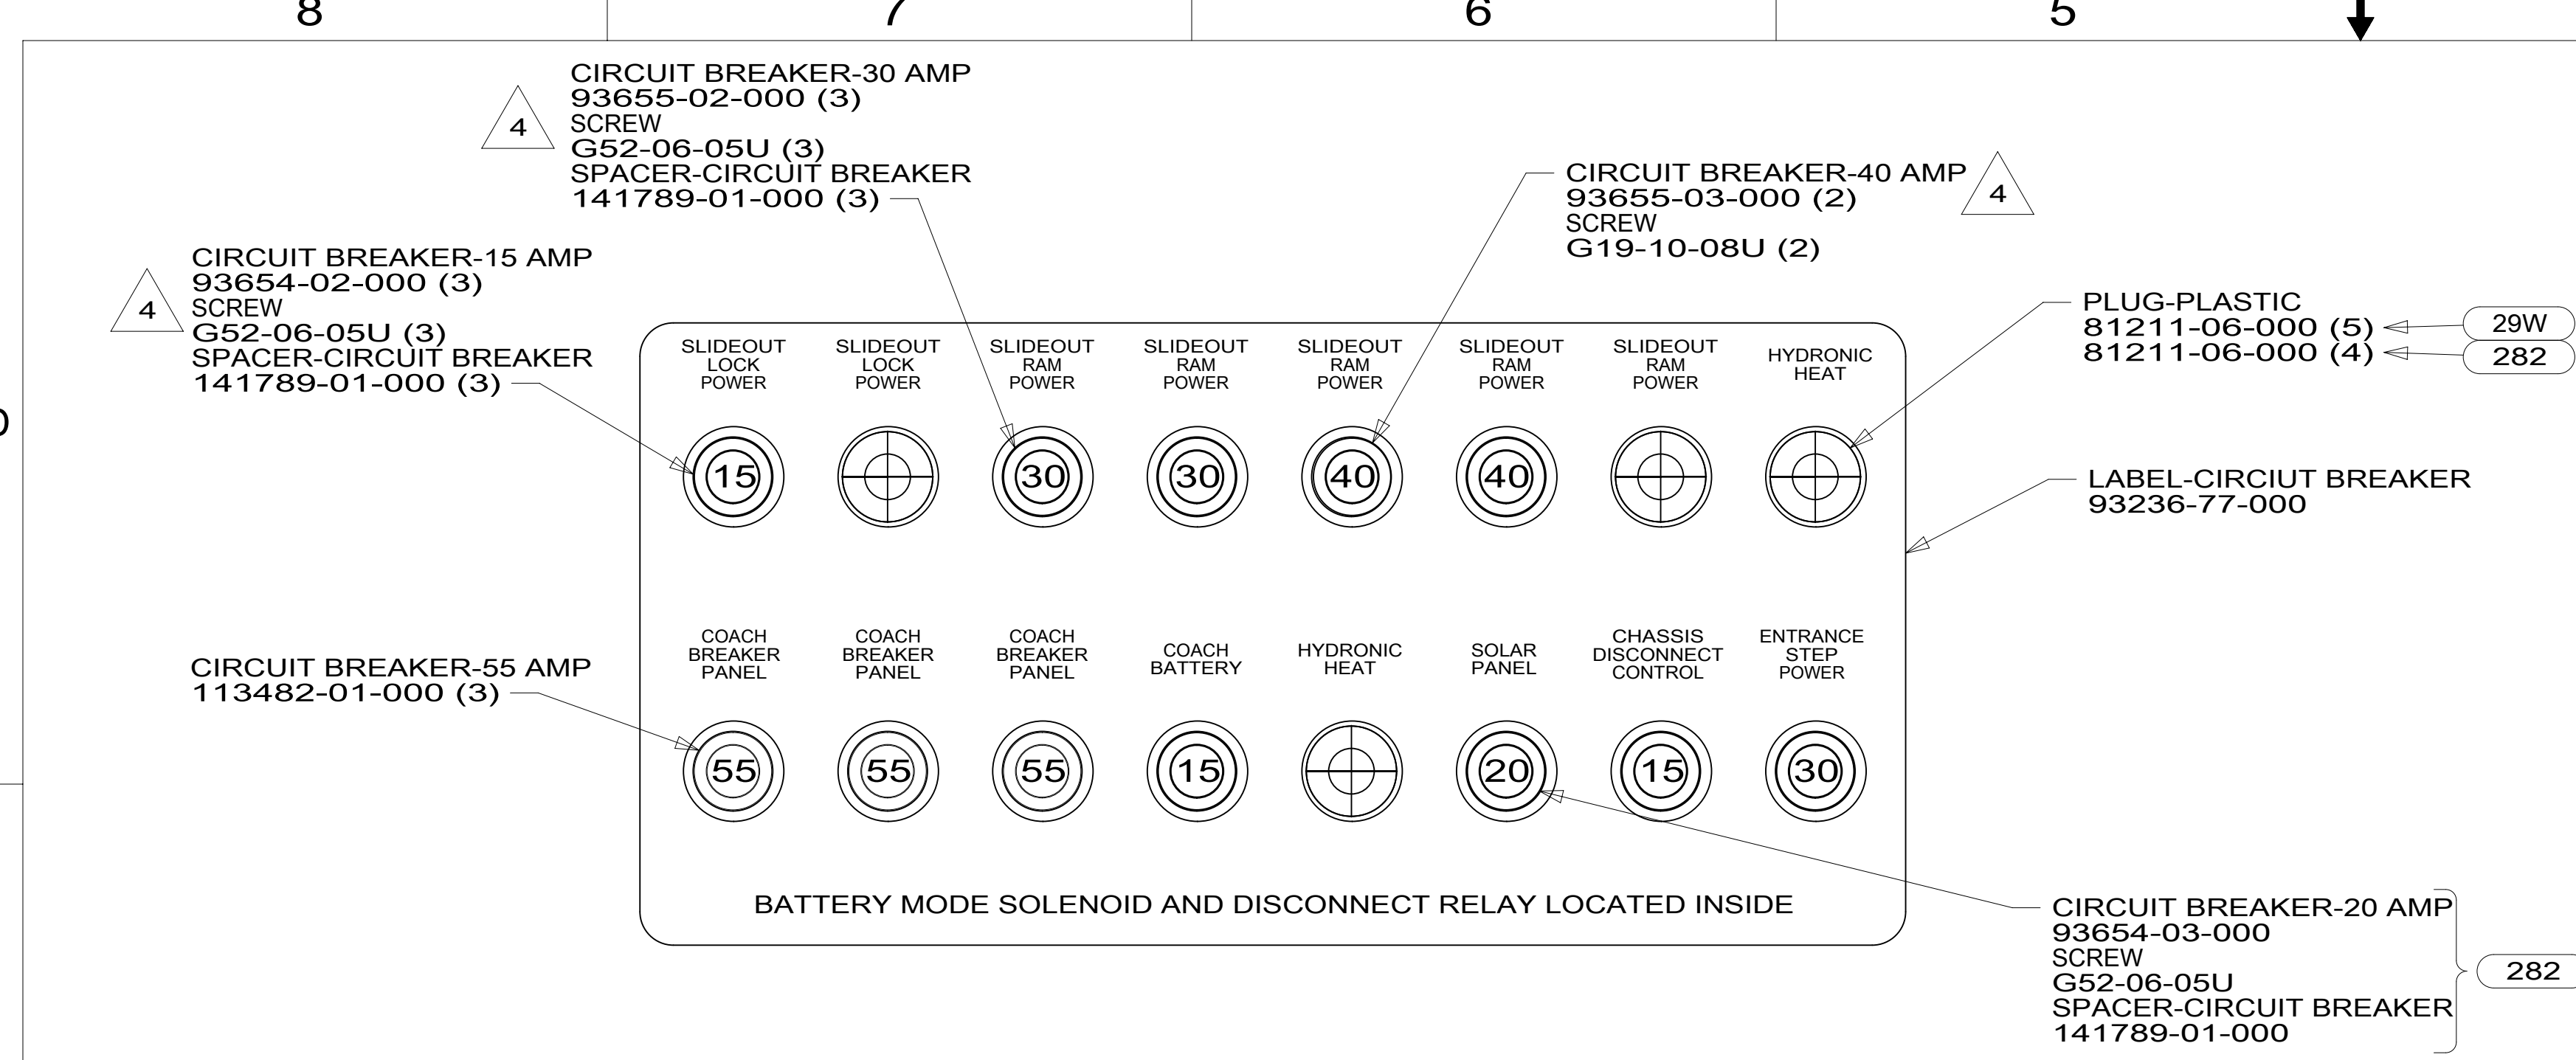 8
7
6
5
CIRCUIT BREAKER-30 AMP
93655-02-000 (3)
SCREW
G52-06-05U (3)
SPACER-CIRCUIT BREAKER
141789-01-000 (3)
4
CIRCUIT BREAKER-40 AMP
93655-03-000 (2)
SCREW
G19-10-08U (2)
4
CIRCUIT BREAKER-15 AMP
93654-02-000 (3)
SCREW
G52-06-05U (3)
SPACER-CIRCUIT BREAKER
141789-01-000 (3)
4
PLUG-PLASTIC
81211-06-000 (5)
81211-06-000 (4)
29W
282
LABEL-CIRCIUT BREAKER
93236-77-000
SLIDEOUT
LOCK
POWER
SLIDEOUT
LOCK
POWER
SLIDEOUT
RAM
POWER
SLIDEOUT
RAM
POWER
SLIDEOUT
RAM
POWER
SLIDEOUT
RAM
POWER
SLIDEOUT
RAM
POWER
HYDRONIC
HEAT
15
30
30
40
40
CIRCUIT BREAKER-55 AMP
113482-01-000 (3)
COACH
BREAKER
PANEL
COACH
BREAKER
PANEL
COACH
BREAKER
PANEL
COACH
BATTERY
HYDRONIC
HEAT
SOLAR
PANEL
CHASSIS
DISCONNECT
CONTROL
ENTRANCE
STEP
POWER
55
55
55
15
20
15
30
BATTERY MODE SOLENOID AND DISCONNECT RELAY LOCATED INSIDE
CIRCUIT BREAKER-20 AMP
93654-03-000
SCREW
G52-06-05U
SPACER-CIRCUIT BREAKER
141789-01-000
282